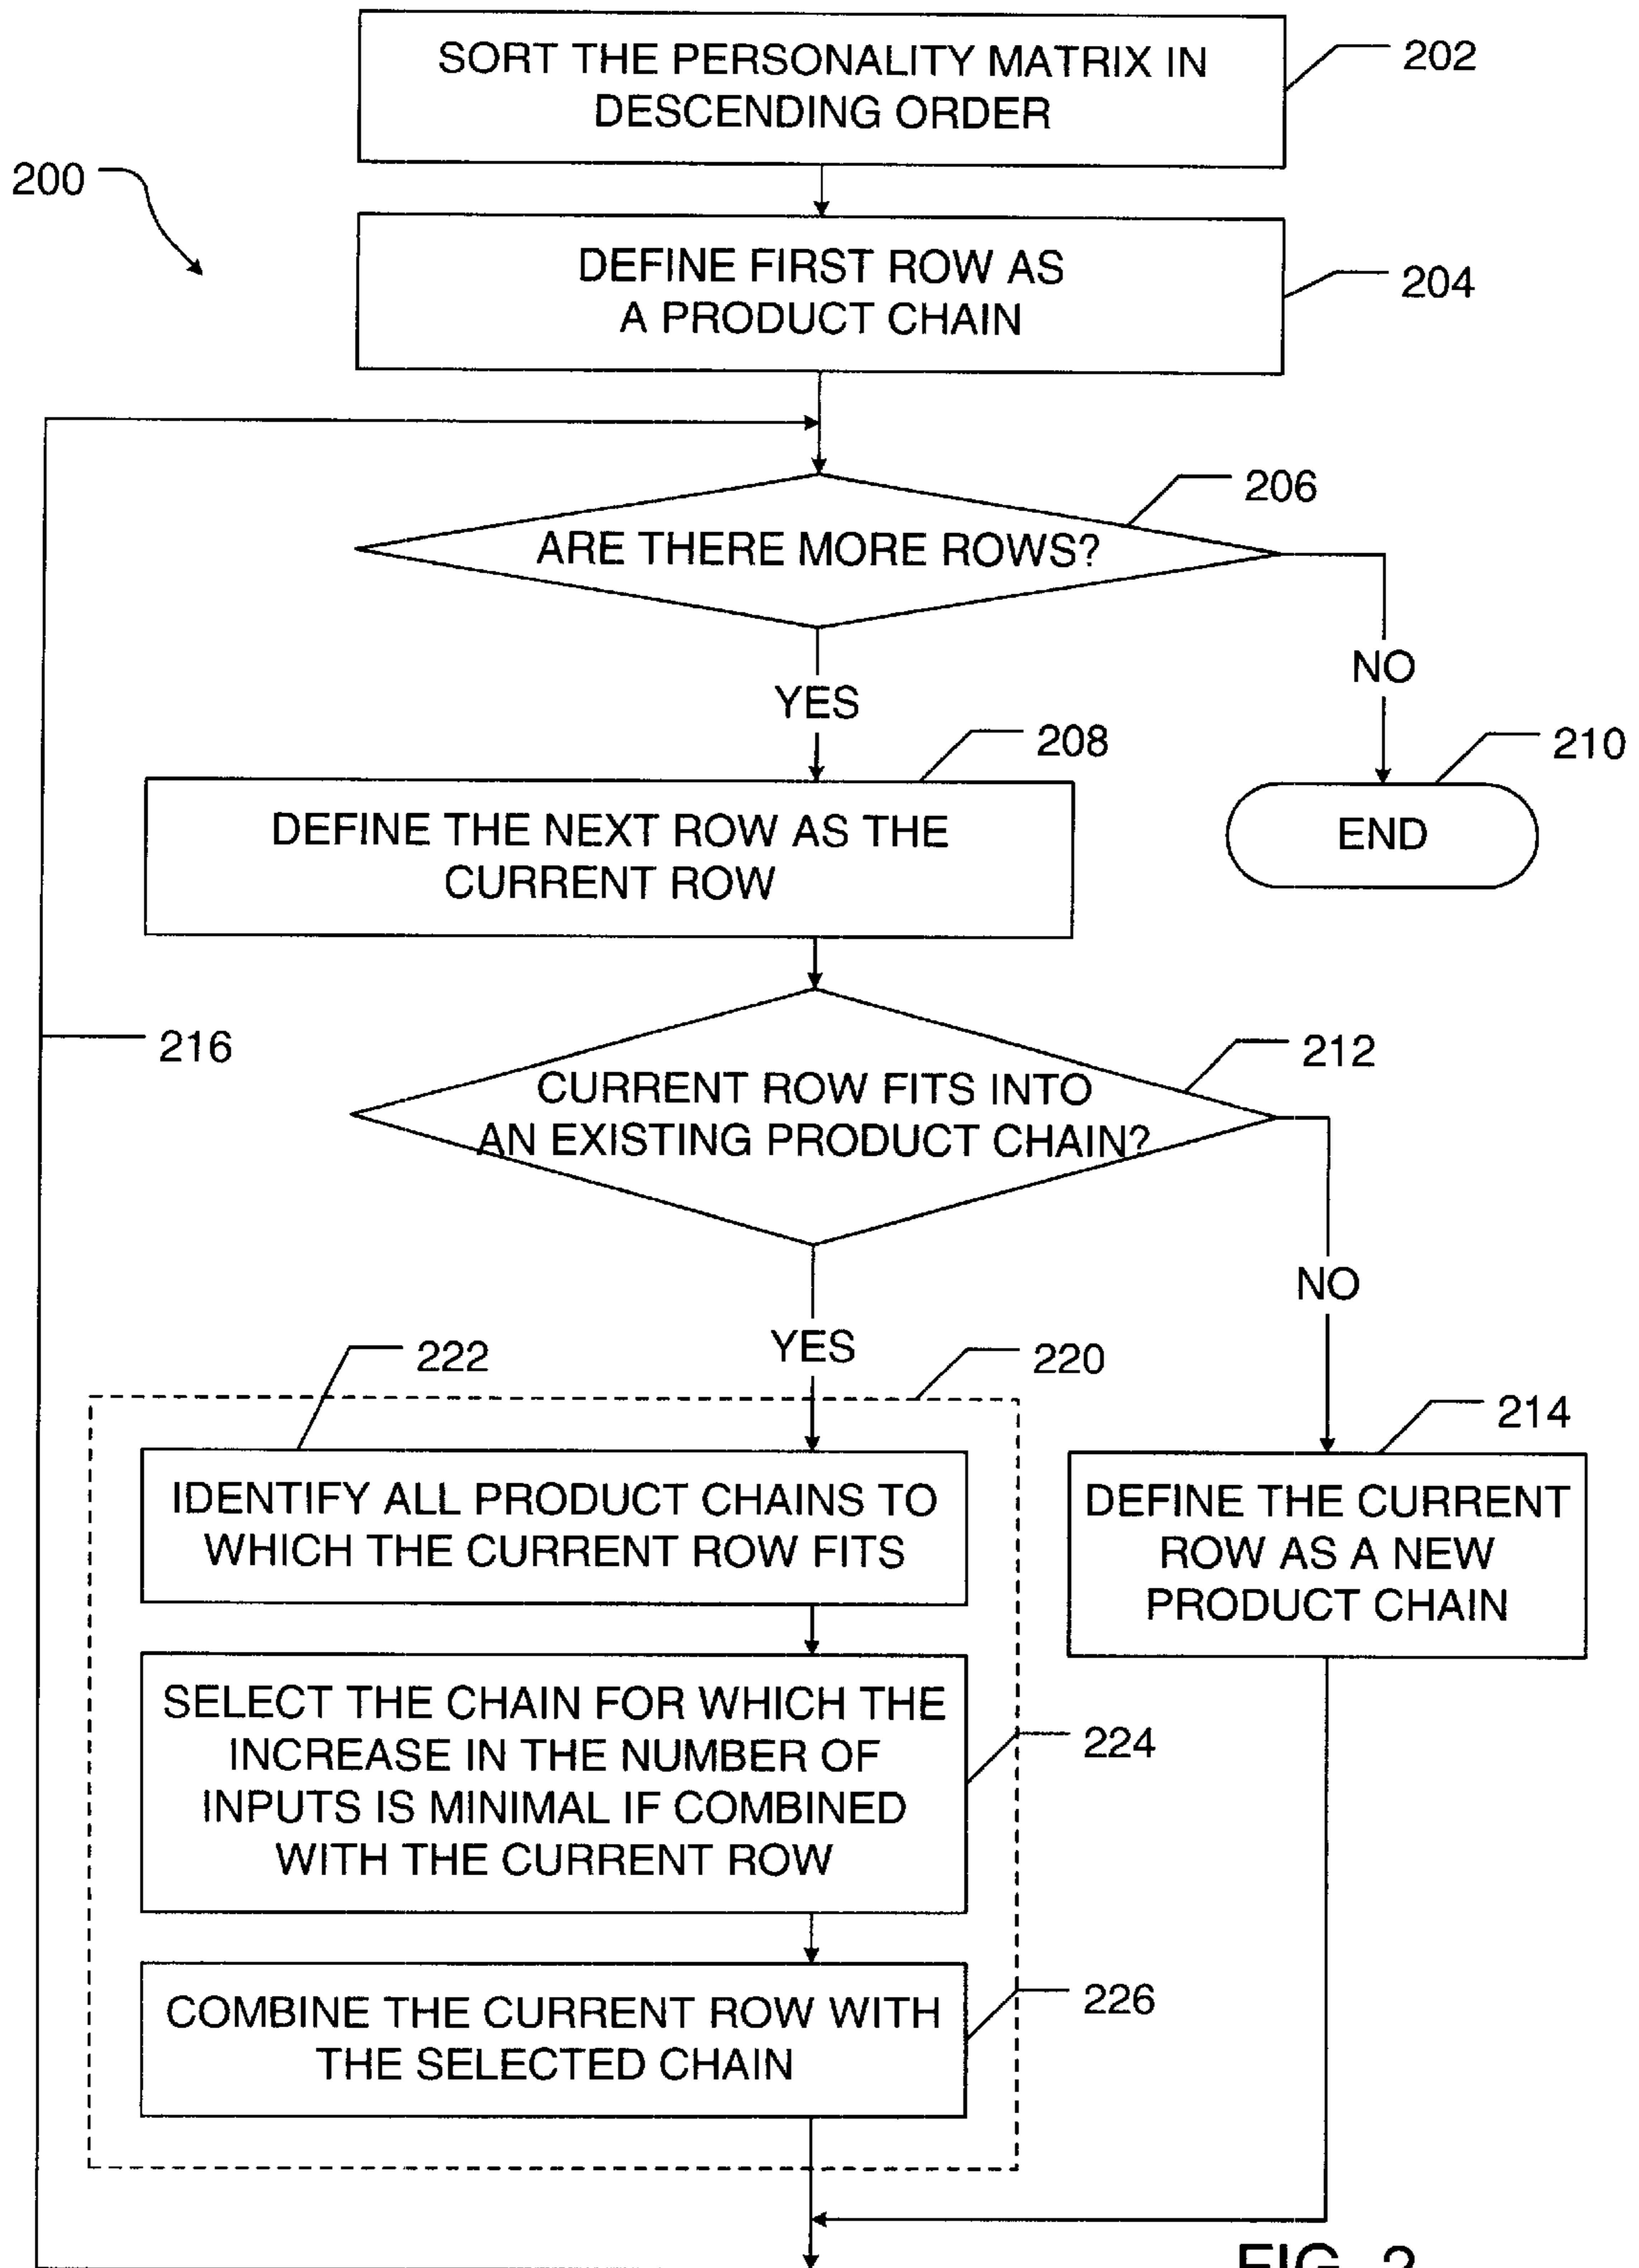 SORT THE PERSONALITY MATRIX IN
DESCENDING ORDER
202
200
DEFINE FIRST ROW AS
A PRODUCT CHAIN
204
206
ARE THERE MORE ROWS?
NO
YES
208
210
DEFINE THE NEXT ROW AS THE
CURRENT ROW
END
216
212
CURRENT ROW FITS INTO
AN EXISTING PRODUCT CHAIN?
NO
YES
222
220
214
IDENTIFY ALL PRODUCT CHAINS TO
WHICH THE CURRENT ROW FITS
DEFINE THE CURRENT
ROW AS A NEW
PRODUCT CHAIN
SELECT THE CHAIN FOR WHICH THE
INCREASE IN THE NUMBER OF
INPUTS IS MINIMAL IF COMBINED
WITH THE CURRENT ROW
224
COMBINE THE CURRENT ROW WITH
THE SELECTED CHAIN
226
FIG. 2